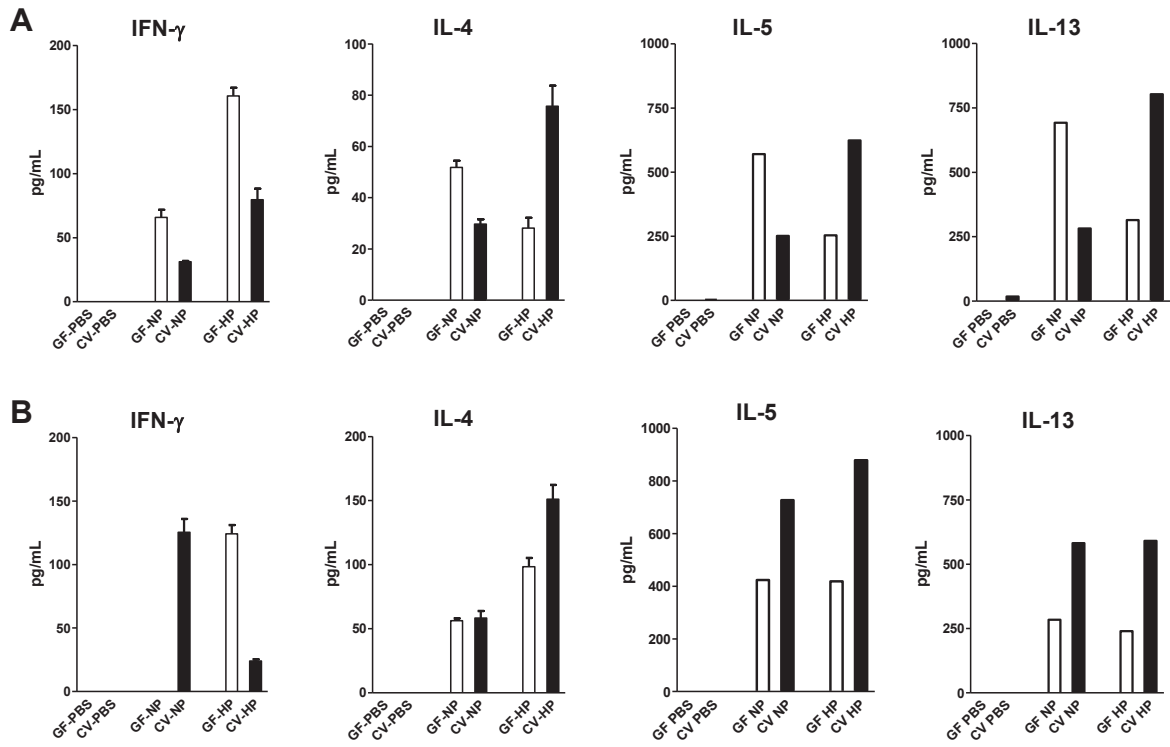 A
IFN-γ
IL-4
IL-5
IL-13
pg/mL
200
150
100
50
0
GF-PBS
CV-PBS
GF-NP
CV-NP
GF-HP
CV-HP
pg/mL
100
80
60
40
20
0
GF-PBS
CV-PBS
GF-NP
CV-NP
GF-HP
CV-HP
pg/mL
1000
750
500
250
0
GF PBS
CV PBS
GF NP
CV NP
GF HP
CV HP
pg/mL
1000
750
500
250
0
GF PBS
CV PBS
GF NP
CV NP
GF HP
CV HP
B
IFN-γ
IL-4
IL-5
IL-13
pg/mL
200
150
100
50
0
GF-PBS
CV-PBS
GF-NP
CV-NP
GF-HP
CV-HP
pg/mL
200
150
100
50
0
GF-PBS
CV-PBS
GF-NP
CV-NP
GF-HP
CV-HP
pg/mL
1000
800
600
400
200
0
GF PBS
CV PBS
GF NP
CV NP
GF HP
CV HP
pg/mL
1000
750
500
250
0
GF PBS
CV PBS
GF NP
CV NP
GF HP
CV HP